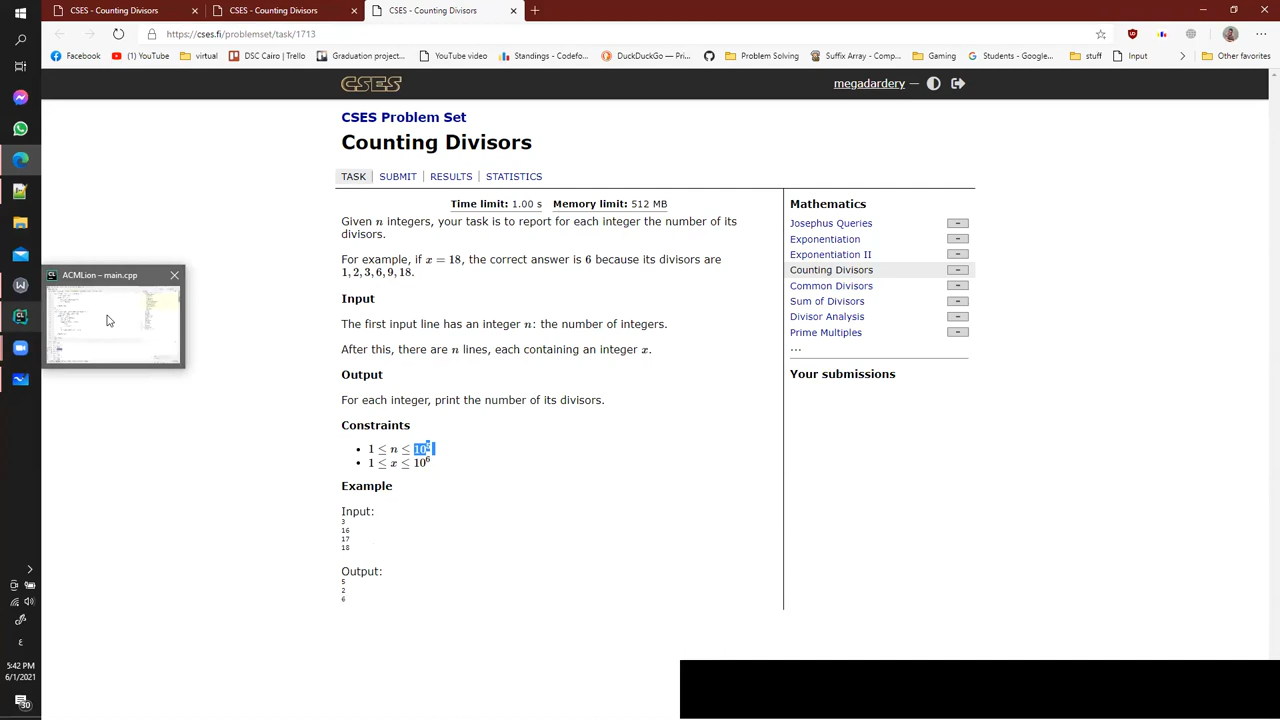 CSES - Counting Divisors
CSES - Counting Divisors
CSES - Counting Divisors
https://cses.fi/problemset/task/1713
Facebook
(1) YouTube
virtual
DSC Cairo | Trello
Graduation projec...
YouTube video
Standings - Codefo...
DuckDuckGo — Pri...
Problem Solving
Suffix Array - Comp...
Gaming
Students - Google...
stuff
Input
Other favorites
CSES
megadardery —
CSES Problem Set
Counting Divisors
TASK | SUBMIT | RESULTS | STATISTICS
Time limit: 1.00 s Memory limit: 512 MB
Given n integers, your task is to report for each integer the number of its
divisors.
For example, if x = 18, the correct answer is 6 because its divisors are
1, 2, 3, 6, 9, 18.
Input
The first input line has an integer n: the number of integers.
After this, there are n lines, each containing an integer x.
Output
For each integer, print the number of its divisors.
Constraints
• 1 ≤ n ≤ 10⁵
• 1 ≤ x ≤ 10⁶
Example
Input:
3
16
17
18
Output:
5
2
6
Mathematics
Josephus Queries
Exponentiation
Exponentiation II
Counting Divisors
Common Divisors
Sum of Divisors
Divisor Analysis
Prime Multiples
...
Your submissions
ACMLion – main.cpp
ع
5:42 PM
6/1/2021
30